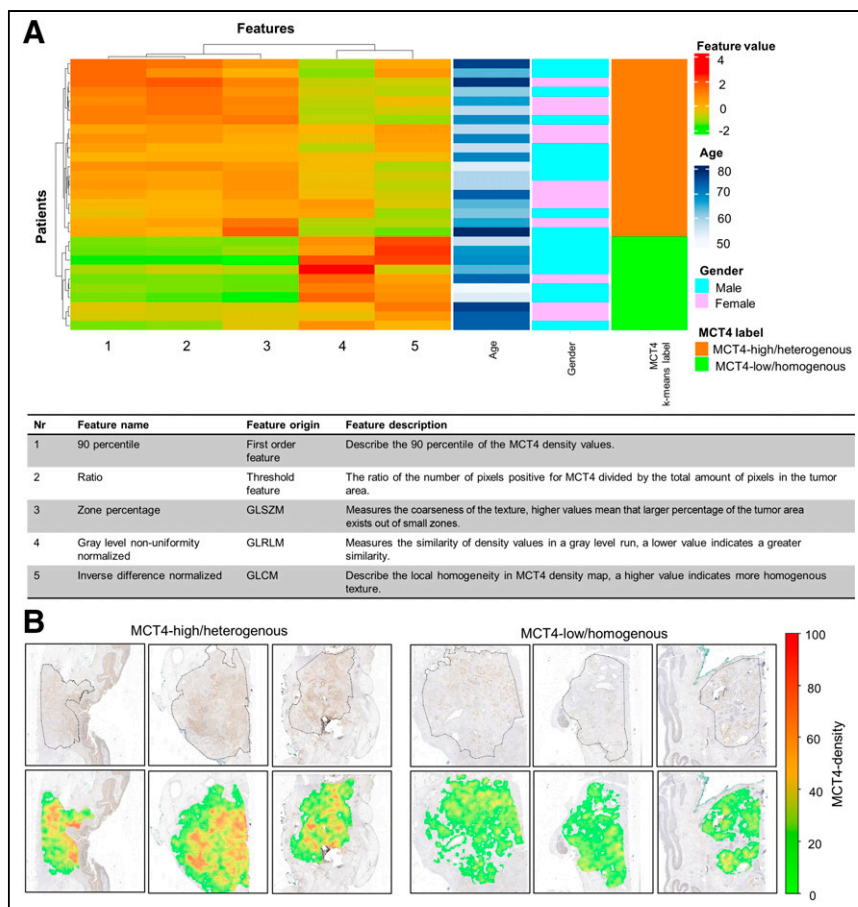 A
Features
Patients
1 2 3 4 5 Age Gender MCT4 k-means label
Feature value
4
2
0
-2
Age
80
70
60
50
Gender
Male
Female
MCT4 label
MCT4-high/heterogenous
MCT4-low/homogenous
Nr Feature name Feature origin Feature description
1 90 percentile First order feature Describe the 90 percentile of the MCT4 density values.
2 Ratio Threshold feature The ratio of the number of pixels positive for MCT4 divided by the total amount of pixels in the tumor area.
3 Zone percentage GLSZM Measures the coarseness of the texture, higher values mean that larger percentage of the tumor area exists out of small zones.
4 Gray level non-uniformity normalized GLRLM Measures the similarity of density values in a gray level run, a lower value indicates a greater similarity.
5 Inverse difference normalized GLCM Describe the local homogeneity in MCT4 density map, a higher value indicates more homogenous texture.
B
MCT4-high/heterogenous MCT4-low/homogenous
100
80
60
40
20
0
MCT4-density